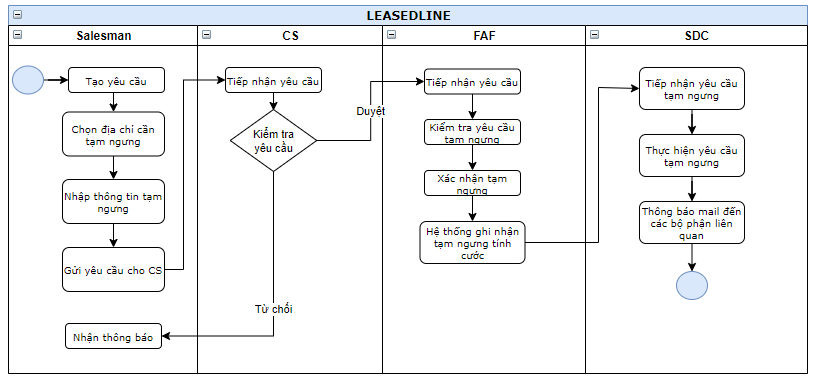 LEASEDLINE
Salesman
CS
FAF
SDC
Tạo yêu cầu
Chọn địa chỉ cần
tạm ngưng
Nhập thông tin tạm
ngưng
Gửi yêu cầu cho CS
Nhận thông báo
Tiếp nhận yêu cầu
Kiểm tra
yêu cầu
Duyệt
Từ chối
Tiếp nhận yêu cầu
Kiểm tra yêu cầu
tạm ngưng
Xác nhận tạm
ngưng
Hệ thống ghi nhận
tạm ngưng tính
cước
Tiếp nhận yêu cầu
tạm ngưng
Thực hiện yêu cầu
tạm ngưng
Thông báo mail đến
các bộ phận liên
quan